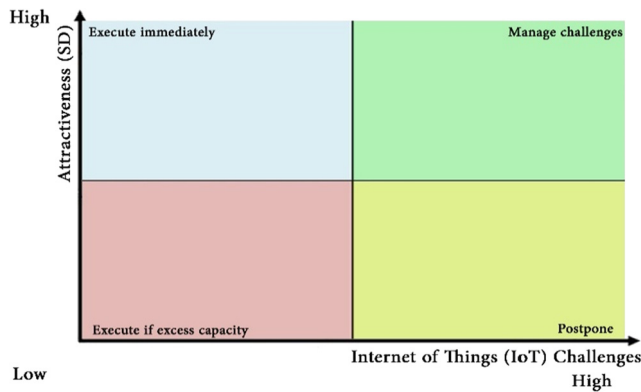 High
Execute immediately
Manage challenges
Attractiveness (SD)
Execute if excess capacity
Postpone
Internet of Things (IoT) Challenges
Low
High